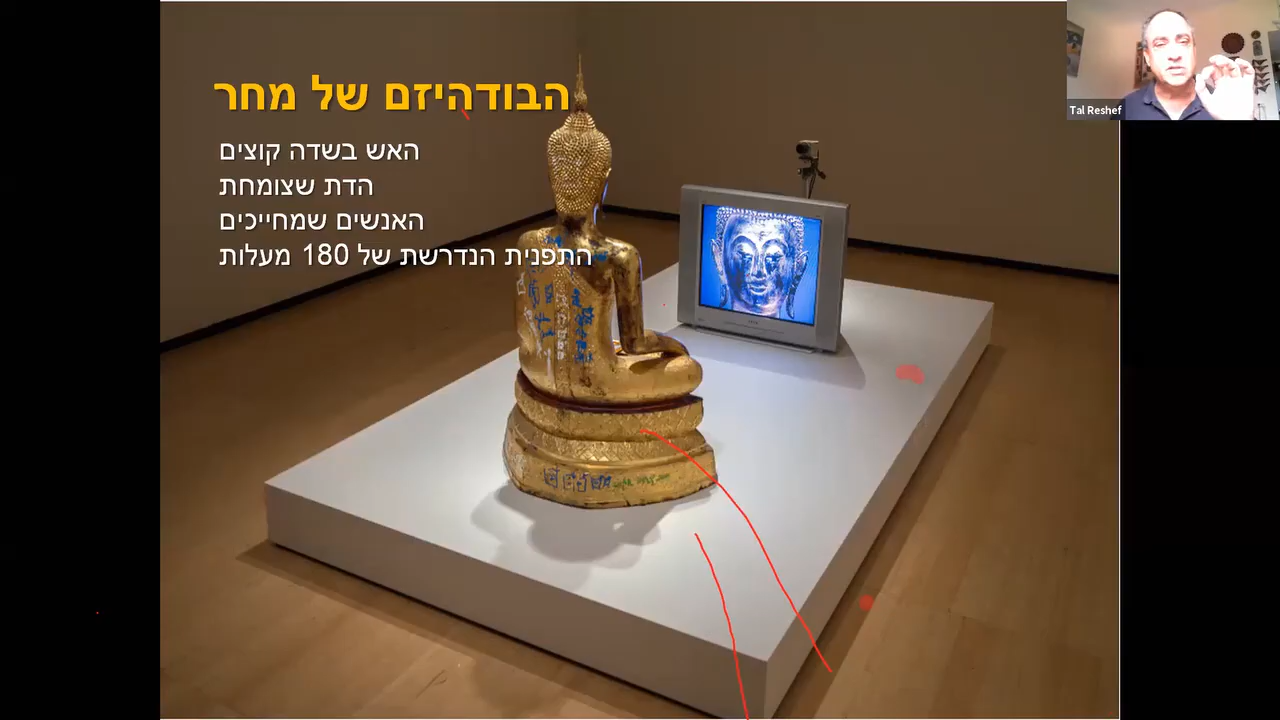 הבודהיזם של מחר
האש בשדה קוצים
הדת שצומחת
האנשים שמחייכים
התפנית הנדרשת של 180 מעלות
Tal Reshef